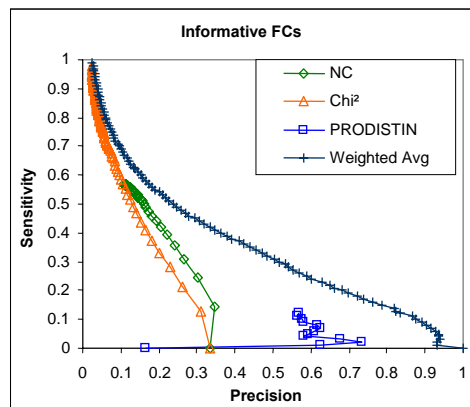 Informative FCs
NC
Chi²
PRODISTIN
Weighted Avg
Sensitivity
1
0.9
0.8
0.7
0.6
0.5
0.4
0.3
0.2
0.1
0
0 0.1 0.2 0.3 0.4 0.5 0.6 0.7 0.8 0.9 1
Precision